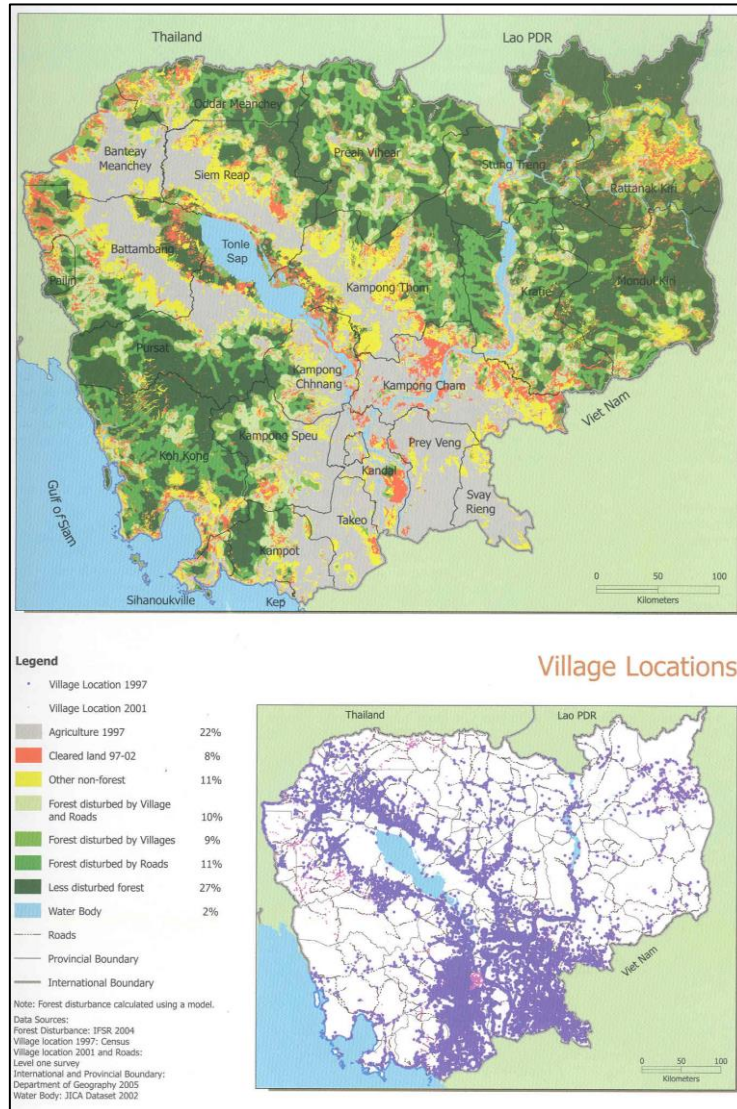 Thailand
Lao PDR
Oddar Meanchey
Banteay
Meanchey
Preah Vihear
Stung Treng
Siem Reap
Rattanak Kiri
Battambang
Tonle
Sap
Kampong Thom
Mondul Kiri
Pailin
Kratie
Pursat
Kampong
Chhnang
Kampong Cham
Viet Nam
Kampong Speu
Prey Veng
Koh Kong
Kandal
Svay
Rieng
Gulf of Siam
Takeo
Kampot
0 50 100
Kilometers
Sihanoukville
Kep
Legend
Village Locations
Village Location 1997
Village Location 2001
Agriculture 1997 22%
Cleared land 97-02 8%
Other non-forest 11%
Forest disturbed by Village
and Roads 10%
Forest disturbed by Villages 9%
Forest disturbed by Roads 11%
Less disturbed forest 27%
Water Body 2%
Roads
Provincial Boundary
International Boundary
Note: Forest disturbance calculated using a model.
Data Sources:
Forest Disturbance: IFSR 2004
Village location 1997: Census
Village location 2001 and Roads:
Level one survey
International and Provincial Boundary:
Department of Geography 2005
Water Body: JICA Dataset 2002
Thailand
Lao PDR
Viet Nam
0 50 100
Kilometers